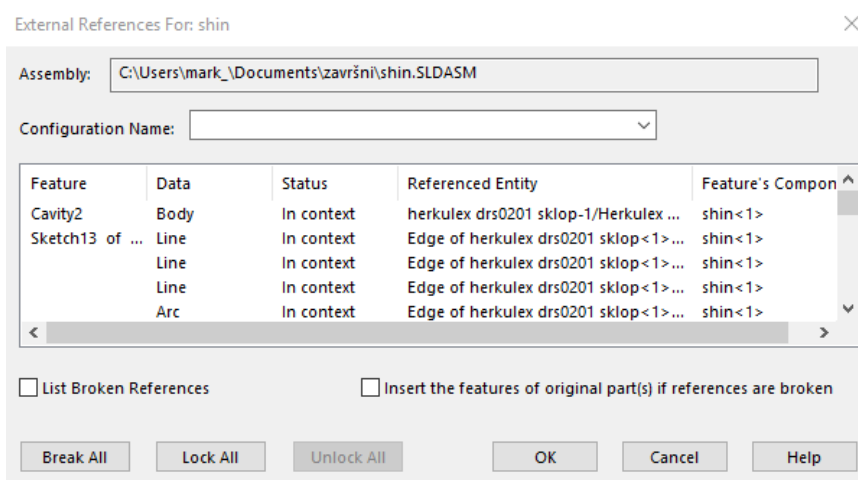 External References For: shin
Assembly: C:\Users\mark_\Documents\završni\shin.SLDASM
Configuration Name:
Feature Data Status Referenced Entity Feature's Compon
Cavity2 Body In context herkulex drs0201 sklop-1/Herkulex ... shin<1>
Sketch13 of ... Line In context Edge of herkulex drs0201 sklop<1>... shin<1>
Line In context Edge of herkulex drs0201 sklop<1>... shin<1>
Line In context Edge of herkulex drs0201 sklop<1>... shin<1>
Arc In context Edge of herkulex drs0201 sklop<1>... shin<1>
List Broken References Insert the features of original part(s) if references are broken
Break All Lock All Unlock All OK Cancel Help